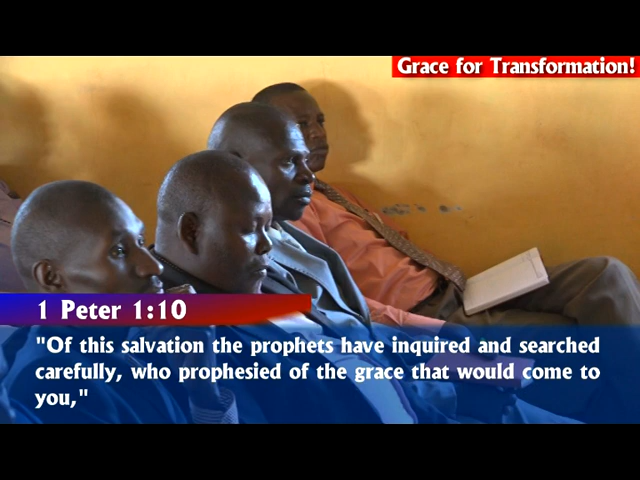 Grace for Transformation!
1 Peter 1:10
"Of this salvation the prophets have inquired and searched
carefully, who prophesied of the grace that would come to
you,"